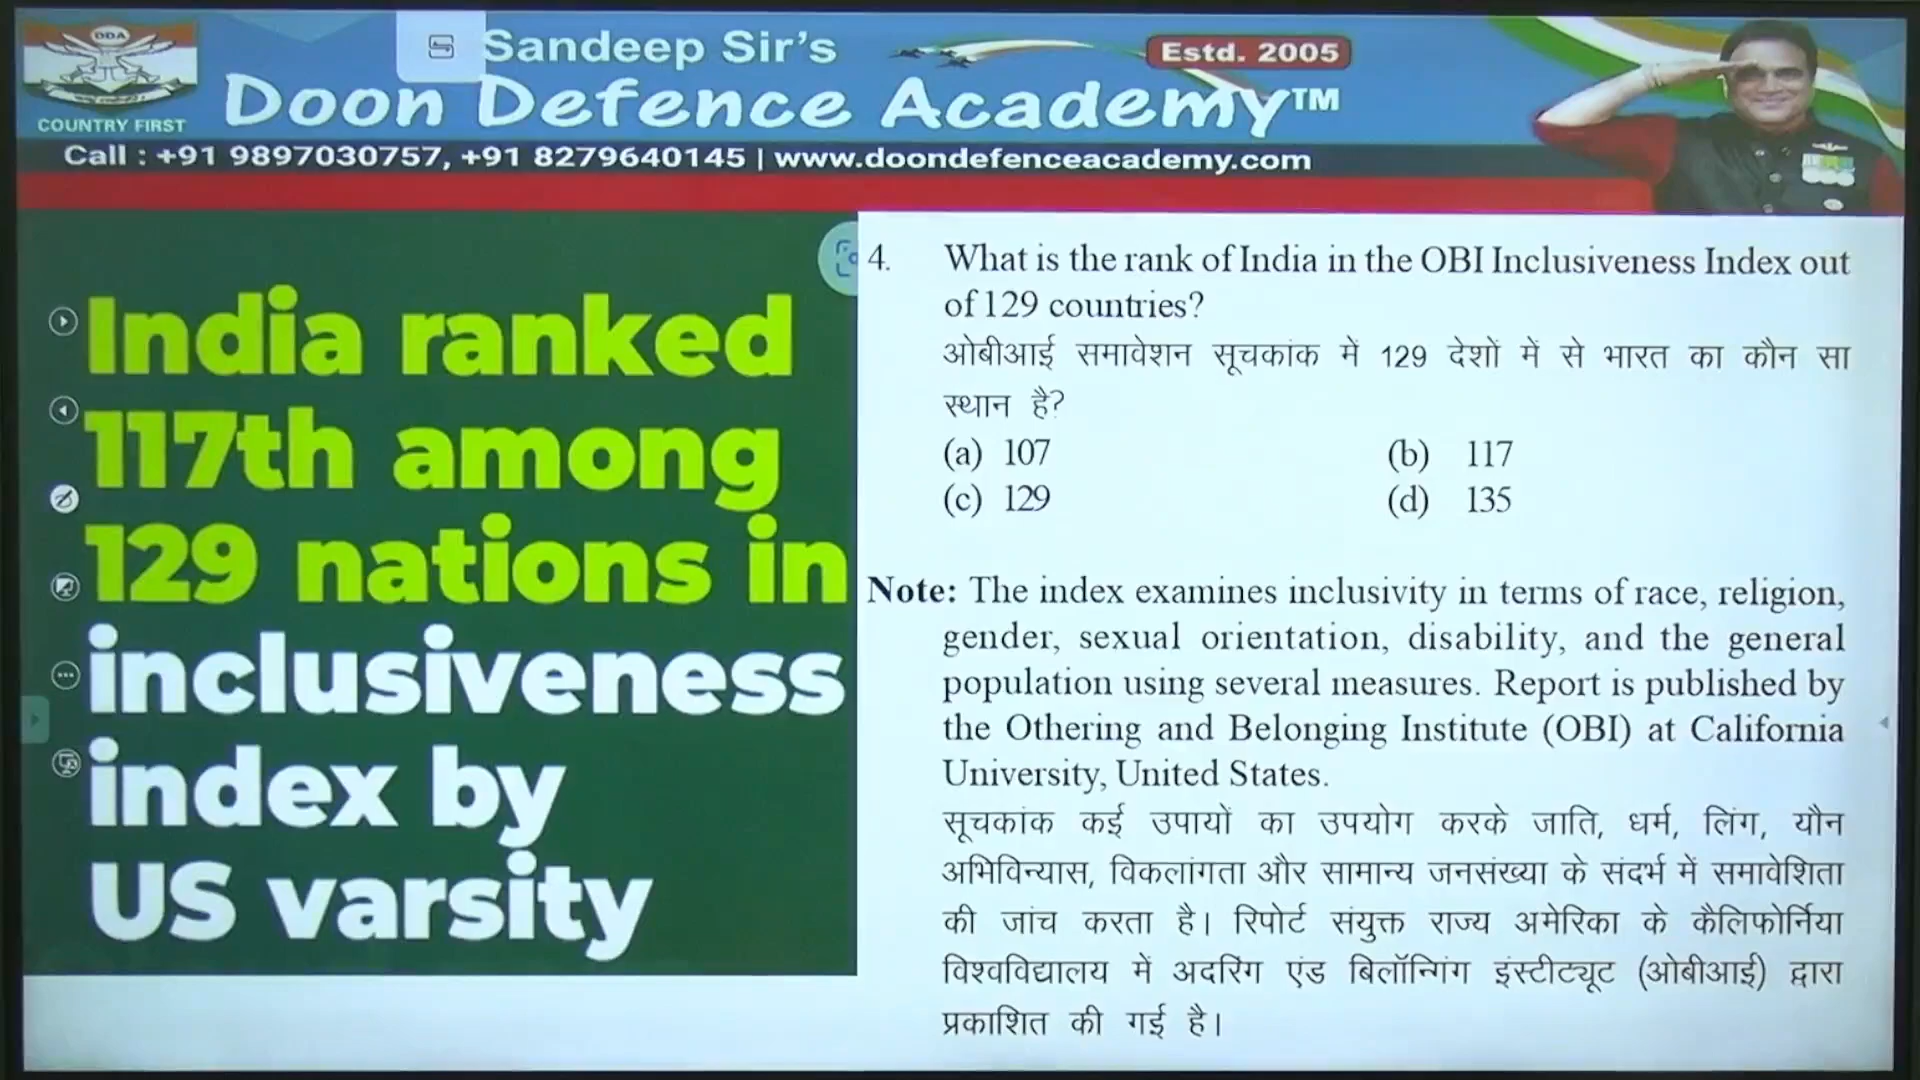 DDA
COUNTRY FIRST
Sandeep Sir's
Estd. 2005
Doon Defence Academy™
Call : +91 9897030757, +91 8279640145 | www.doondefenceacademy.com
India ranked
117th among
129 nations in
inclusiveness
index by
US varsity
4. What is the rank of India in the OBI Inclusiveness Index out
of 129 countries?
ओबीआई समावेशन सूचकांक में 129 देशों में से भारत का कौन सा
स्थान है?
(a) 107 (b) 117
(c) 129 (d) 135
Note: The index examines inclusivity in terms of race, religion,
gender, sexual orientation, disability, and the general
population using several measures. Report is published by
the Othering and Belonging Institute (OBI) at California
University, United States.
सूचकांक कई उपायों का उपयोग करके जाति, धर्म, लिंग, यौन
अभिविन्यास, विकलांगता और सामान्य जनसंख्या के संदर्भ में समावेशिता
की जांच करता है। रिपोर्ट संयुक्त राज्य अमेरिका के कैलिफोर्निया
विश्वविद्यालय में अदरिंग एंड बिलॉन्गिंग इंस्टीट्यूट (ओबीआई) द्वारा
प्रकाशित की गई है।